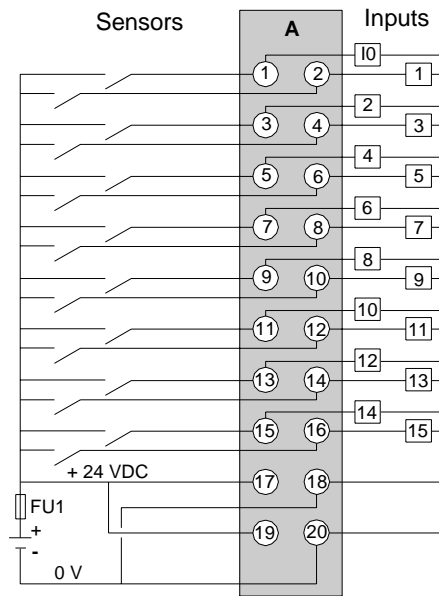 Sensors A Inputs
I0
1 2 1
2
3 4 3
4
5 6 5
6
7 8 7
8
9 10 9
10
11 12 11
12
13 14 13
14
15 16 15
+ 24 VDC
17 18
FU1
+
19 20
-
0 V